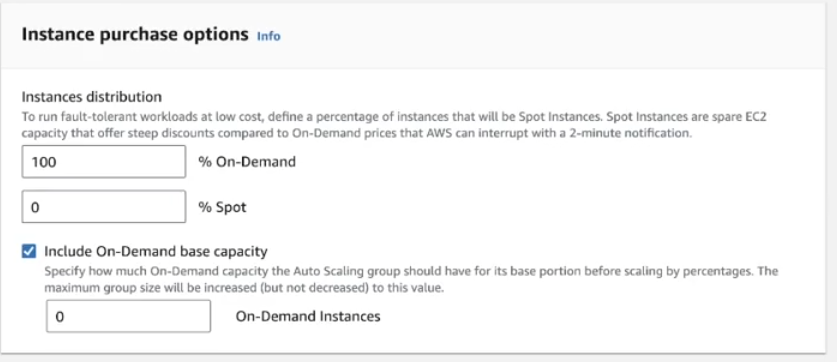 Instance purchase options Info
Instances distribution
To run fault-tolerant workloads at low cost, define a percentage of instances that will be Spot Instances. Spot Instances are spare EC2
capacity that offer steep discounts compared to On-Demand prices that AWS can interrupt with a 2-minute notification.
100 % On-Demand
0 % Spot
Include On-Demand base capacity
Specify how much On-Demand capacity the Auto Scaling group should have for its base portion before scaling by percentages. The
maximum group size will be increased (but not decreased) to this value.
0 On-Demand Instances